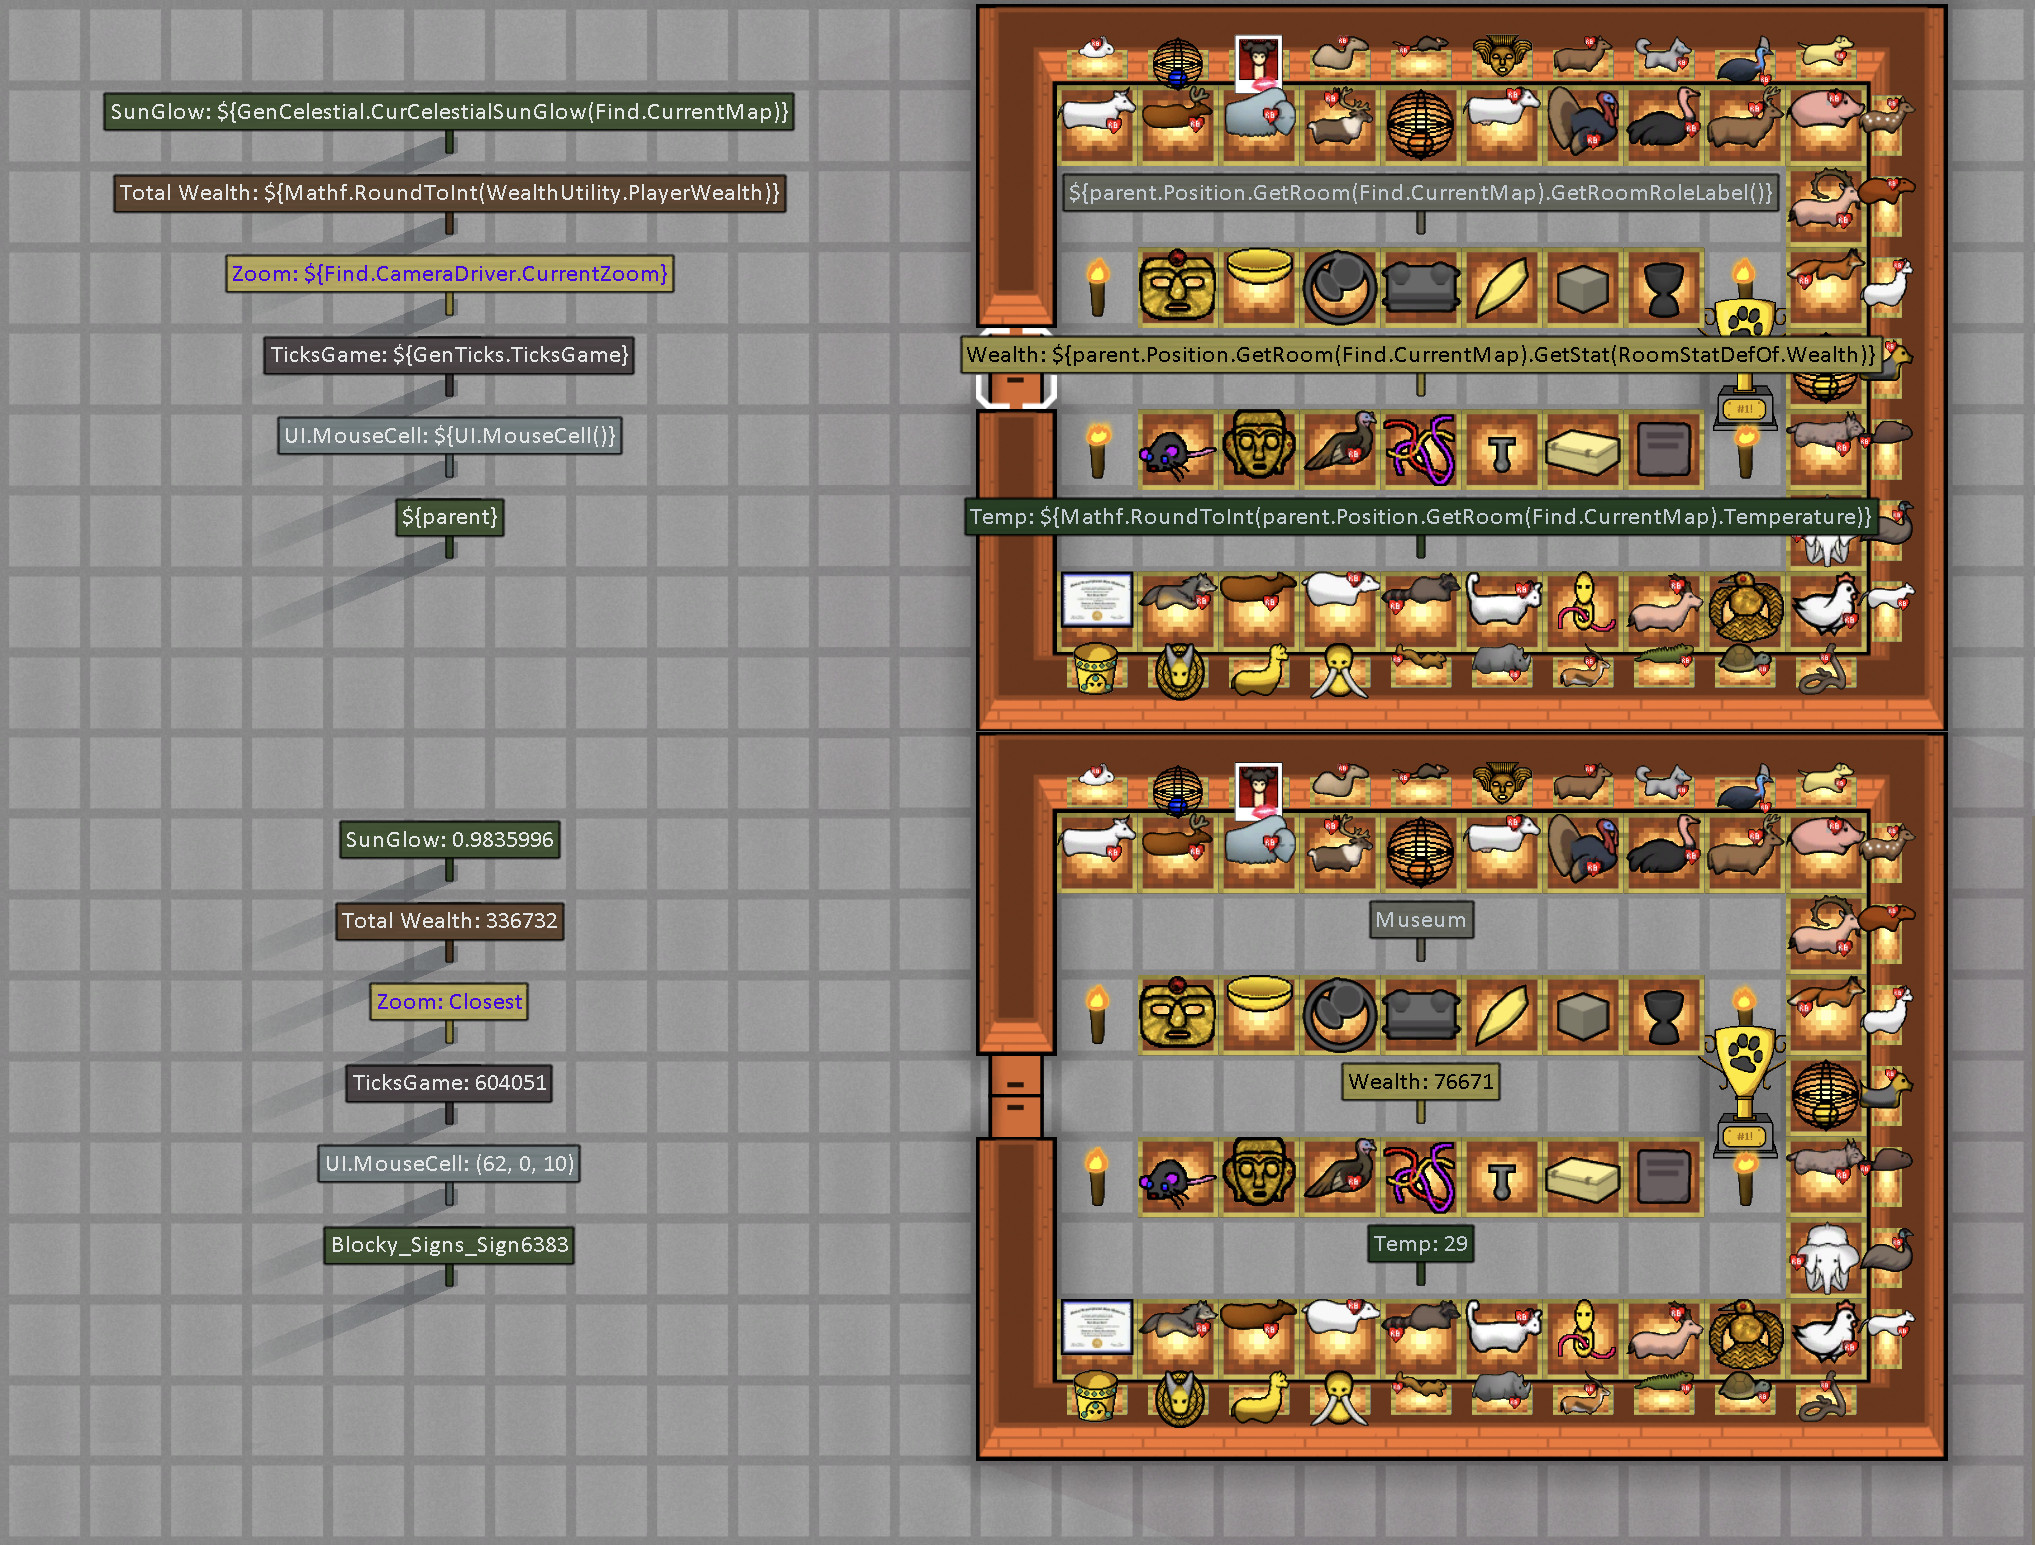 SunGlow: ${GenCelestial.CurCelestialSunGlow(Find.CurrentMap)}
Total Wealth: ${Mathf.RoundToInt(WealthUtility.PlayerWealth)}
Zoom: ${Find.CameraDriver.CurrentZoom}
TicksGame: ${GenTicks.TicksGame}
UI.MouseCell: ${UI.MouseCell()}
${parent}
${parent.Position.GetRoom(Find.CurrentMap).GetRoomRoleLabel()}
Wealth: ${parent.Position.GetRoom(Find.CurrentMap).GetStat(RoomStatDefOf.Wealth)}
#1!
Temp: ${Mathf.RoundToInt(parent.Position.GetRoom(Find.CurrentMap).Temperature)}
SunGlow: 0.9835996
Total Wealth: 336732
Zoom: Closest
TicksGame: 604051
UI.MouseCell: (62, 0, 10)
Blocky_Signs_Sign6383
Museum
Wealth: 76671
#1!
Temp: 29